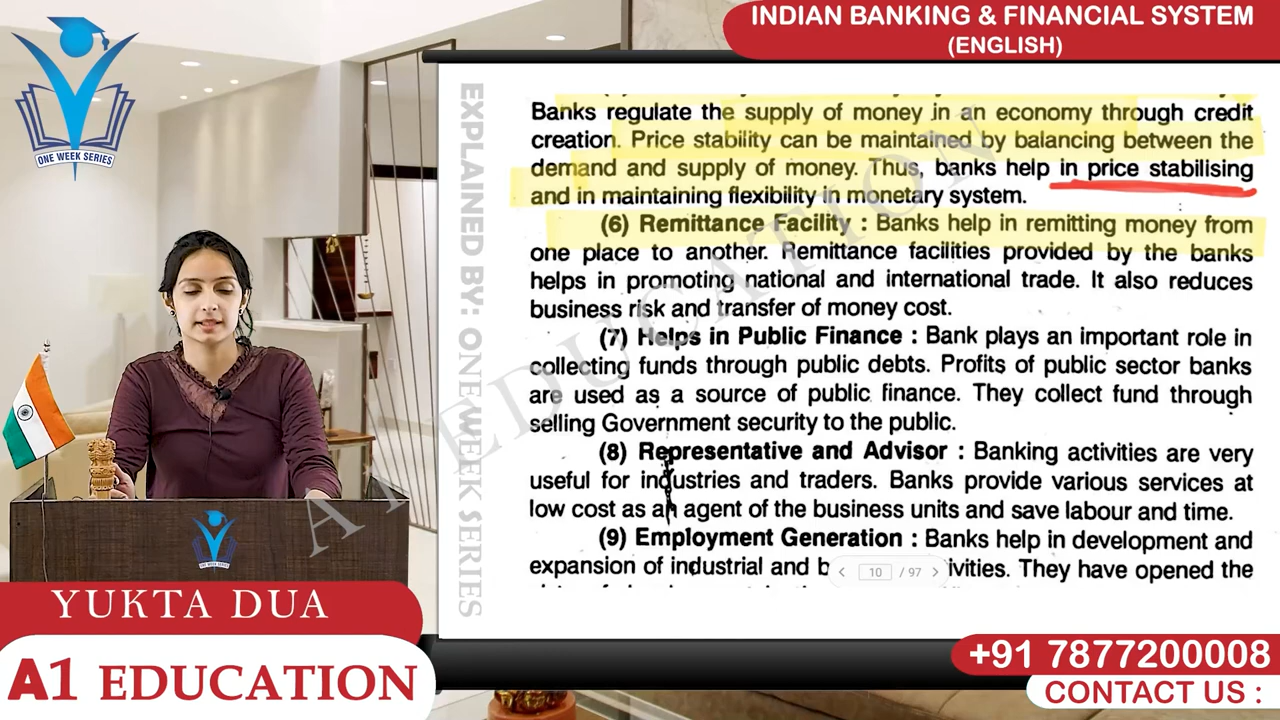 INDIAN BANKING & FINANCIAL SYSTEM
(ENGLISH)
ONE WEEK SERIES
EXPLAINED BY: ONE WEEK SERIES
A1 EDUCATION
Banks regulate the supply of money in an economy through credit
creation. Price stability can be maintained by balancing between the
demand and supply of money. Thus, banks help in price stabilising
and in maintaining flexibility in monetary system.
(6) Remittance Facility : Banks help in remitting money from
one place to another. Remittance facilities provided by the banks
helps in promoting national and international trade. It also reduces
business risk and transfer of money cost.
(7) Helps in Public Finance : Bank plays an important role in
collecting funds through public debts. Profits of public sector banks
are used as a source of public finance. They collect fund through
selling Government security to the public.
(8) Representative and Advisor : Banking activities are very
useful for industries and traders. Banks provide various services at
low cost as an agent of the business units and save labour and time.
(9) Employment Generation : Banks help in development and
expansion of industrial and b ivities. They have opened the
10 / 97
ONE WEEK SERIES
YUKTA DUA
A1 EDUCATION
+91 7877200008
CONTACT US :